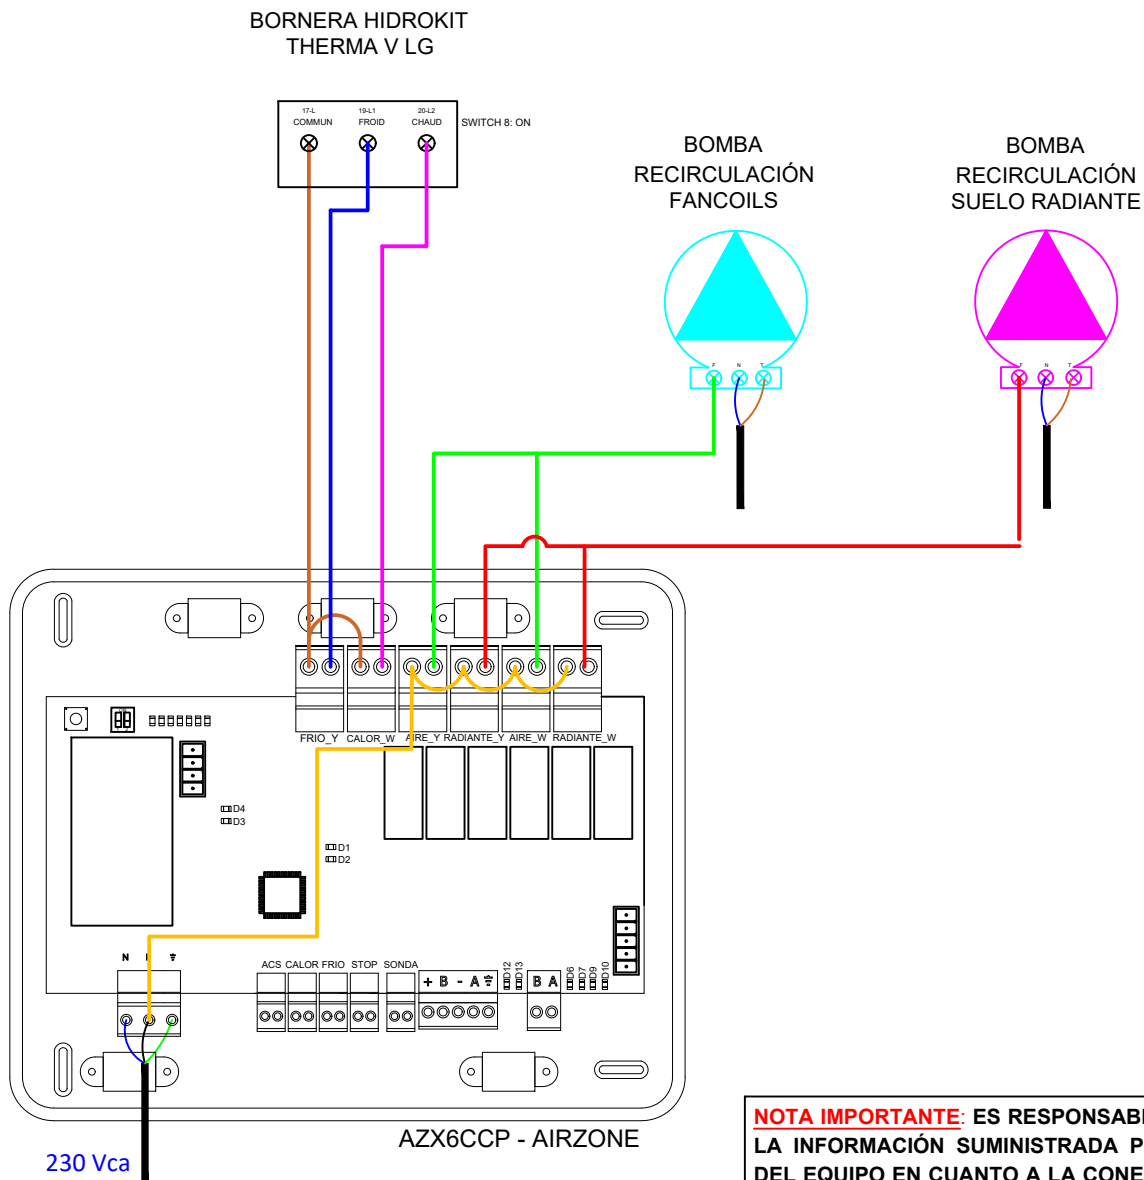 BORNERA HIDROKIT
THERMA V LG
17-L 19-L1 20-L2
COMMUN FROID CHAUD
SWITCH 8: ON
BOMBA
RECIRCULACIÓN
FANCOILS
BOMBA
RECIRCULACIÓN
SUELO RADIANTE
F N T
F N T
FRIO_Y CALOR_W AIRE_Y RADIANTE_Y AIRE_W RADIANTE_W
D4
D3
D1
D2
N
ACS CALOR FRIO STOP SONDA
+ B - A
D12 D13
B A
D6 D7 D9 D10
AZX6CCP - AIRZONE
230 Vca
NOTA IMPORTANTE: ES
LA INFORMACIÓN SUMINISTRADA
DEL EQUIPO EN CUANTO A LA